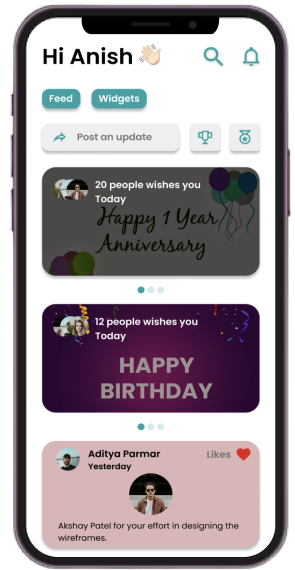 Hi Anish 👋🏻
Feed
Widgets
Post an update
20 people wishes you
Today
Happy 1 Year
Anniversary
12 people wishes you
Today
HAPPY
BIRTHDAY
Aditya Parmar
Likes
Yesterday
Akshay Patel for your effort in designing the
wireframes.